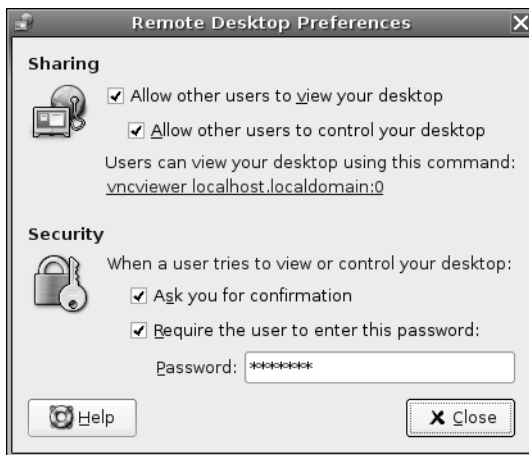 Remote Desktop Preferences
Sharing
Allow other users to view your desktop
Allow other users to control your desktop
Users can view your desktop using this command:
vncviewer localhost.localdomain:0
Security
When a user tries to view or control your desktop:
Ask you for confirmation
Require the user to enter this password:
Password: *******
Help
Close